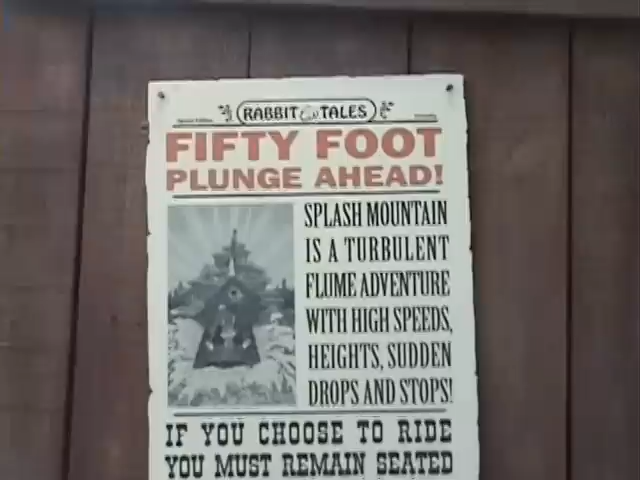 RABBIT TALES
FIFTY FOOT
PLUNGE AHEAD!
SPLASH MOUNTAIN
IS A TURBULENT
FLUME ADVENTURE
WITH HIGH SPEEDS,
HEIGHTS, SUDDEN
DROPS AND STOPS!
IF YOU CHOOSE TO RIDE
YOU MUST REMAIN SEATED